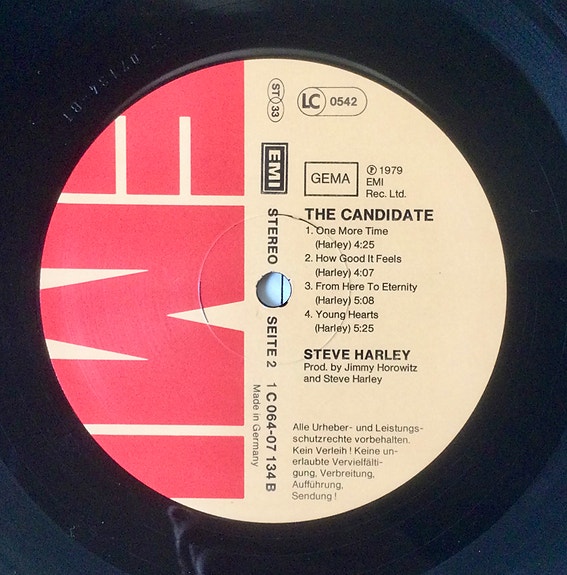 07134-B1
ST 33
LC 0542
EMI
GEMA
℗ 1979
EMI
Rec. Ltd.
THE CANDIDATE
1. One More Time
(Harley) 4:25
2. How Good It Feels
(Harley) 4:07
3. From Here To Eternity
(Harley) 5:08
4. Young Hearts
(Harley) 5:25
STEVE HARLEY
Prod. by Jimmy Horowitz
and Steve Harley
STEREO SEITE 2 1 C 064-07 134 B
Made in Germany
Alle Urheber- und Leistungs-
schutzrechte vorbehalten.
Kein Verleih! Keine un-
erlaubte Vervielfälti-
gung, Verbreitung,
Aufführung,
Sendung!
EMI